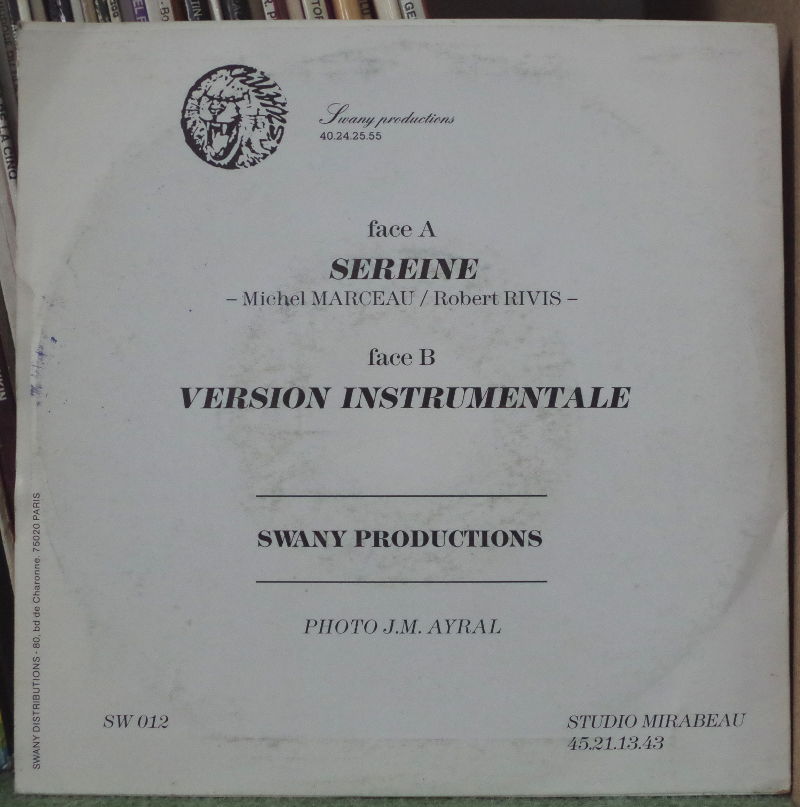 Swany productions
40.24.25.55
face A
SEREINE
– Michel MARCEAU / Robert RIVIS –
face B
VERSION INSTRUMENTALE
SWANY PRODUCTIONS
PHOTO J.M. AYRAL
SW 012
STUDIO MIRABEAU
45.21.13.43
SWANY DISTRIBUTIONS - 80, bd de Charonne. 75020 PARIS